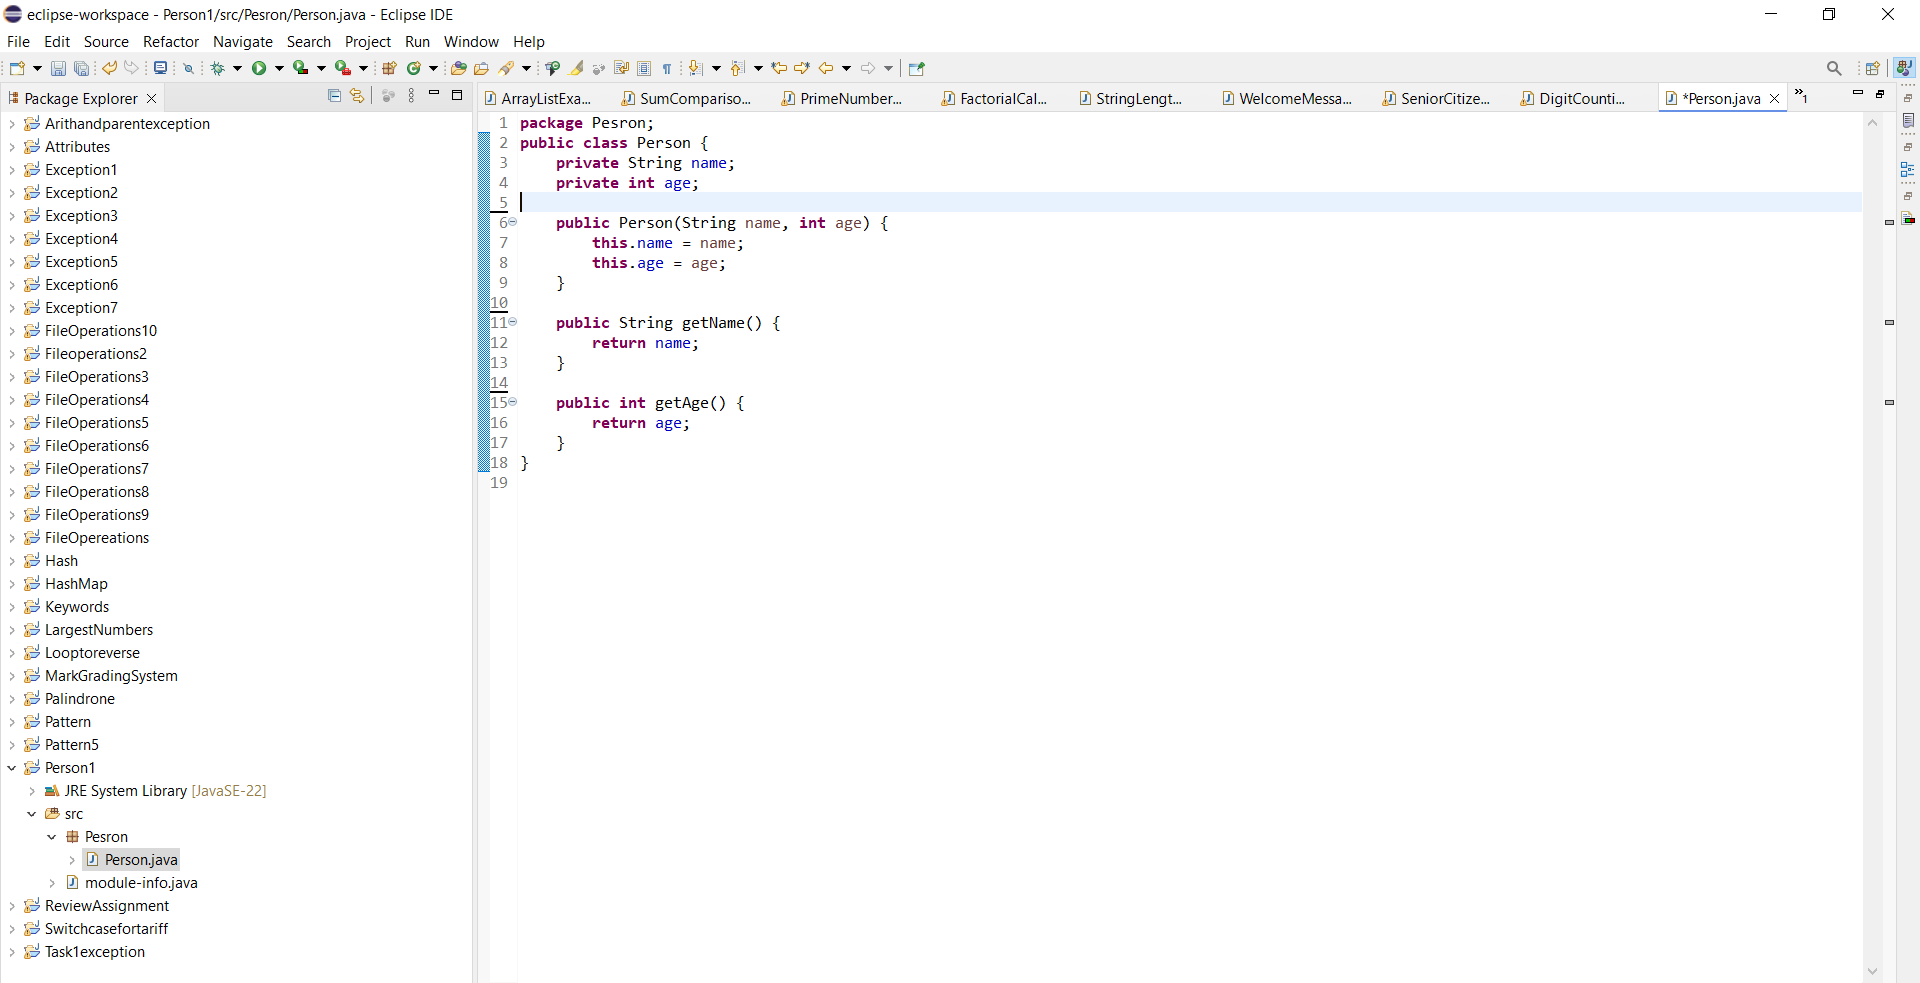 eclipse-workspace - Person1/src/Pesron/Person.java - Eclipse IDE
File Edit Source Refactor Navigate Search Project Run Window Help
Package Explorer
ArrayListExa... SumCompariso... PrimeNumber... FactorialCal... StringLengt... WelcomeMessa... SeniorCitize... DigitCounti... *Person.java »1
Arithandparentexception
Attributes
Exception1
Exception2
Exception3
Exception4
Exception5
Exception6
Exception7
FileOperations10
Fileoperations2
FileOperations3
FileOperations4
FileOperations5
FileOperations6
FileOperations7
FileOperations8
FileOperations9
FileOpereations
Hash
HashMap
Keywords
LargestNumbers
Looptoreverse
MarkGradingSystem
Palindrone
Pattern
Pattern5
Person1
JRE System Library [JavaSE-22]
src
Pesron
Person.java
module-info.java
ReviewAssignment
Switchcasefortariff
Task1exception
1 package Pesron;
2 public class Person {
3     private String name;
4     private int age;
5
6     public Person(String name, int age) {
7         this.name = name;
8         this.age = age;
9     }
10
11     public String getName() {
12         return name;
13     }
14
15     public int getAge() {
16         return age;
17     }
18 }
19